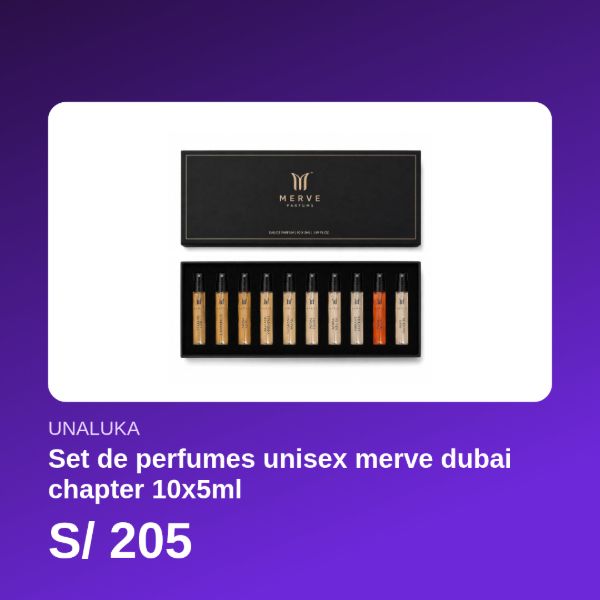 MERVE
PARFUMS
UNALUKA
Set de perfumes unisex merve dubai
chapter 10x5ml
S/ 205